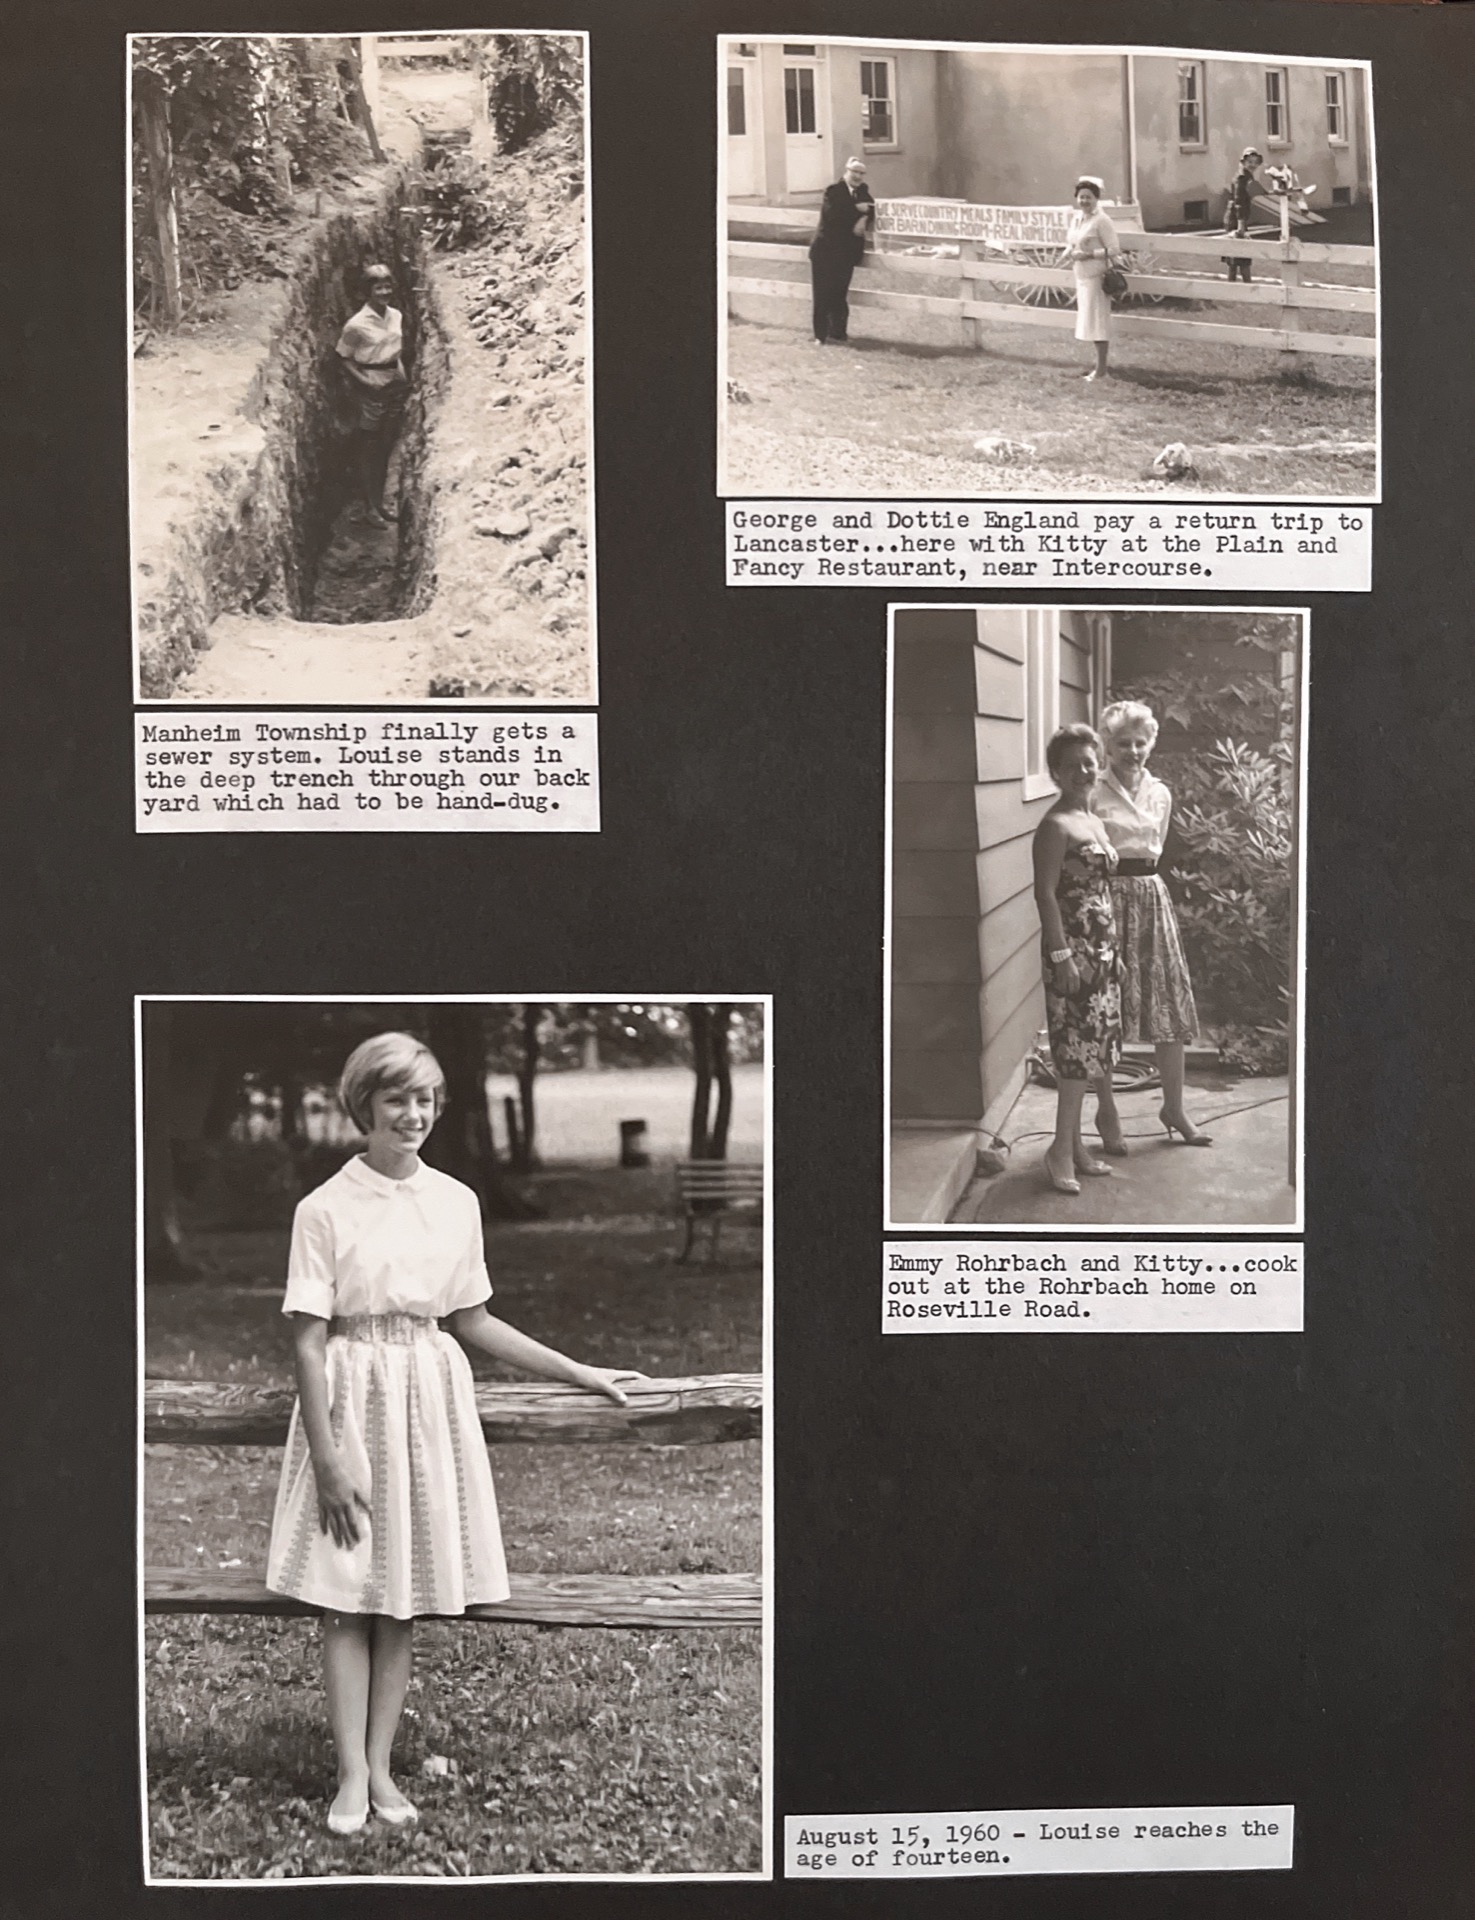 WE SERVE COUNTRY MEALS FAMILY STYLE
OUR BARN DINING ROOM-REAL HOME COOK
George and Dottie England pay a return trip to
Lancaster...here with Kitty at the Plain and
Fancy Restaurant, near Intercourse.
Manheim Township finally gets a
sewer system. Louise stands in
the deep trench through our back
yard which had to be hand-dug.
Emmy Rohrbach and Kitty...cook
out at the Rohrbach home on
Roseville Road.
August 15, 1960 - Louise reaches the
age of fourteen.